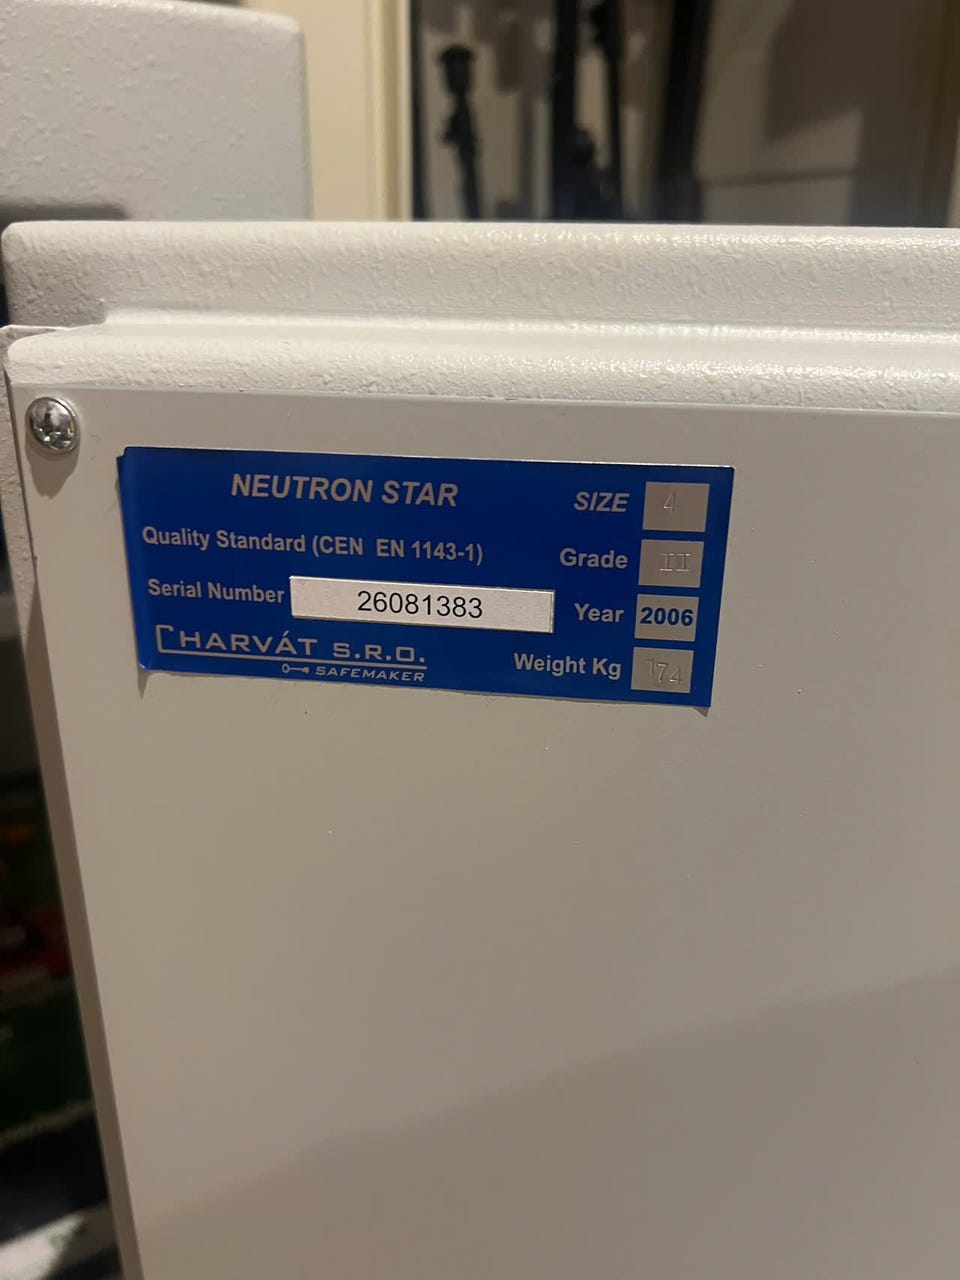 NEUTRON STAR
SIZE 4
Quality Standard (CEN EN 1143-1)
Grade II
Serial Number 26081383
Year 2006
CHARVÁT S.R.O.
SAFEMAKER
Weight Kg 174